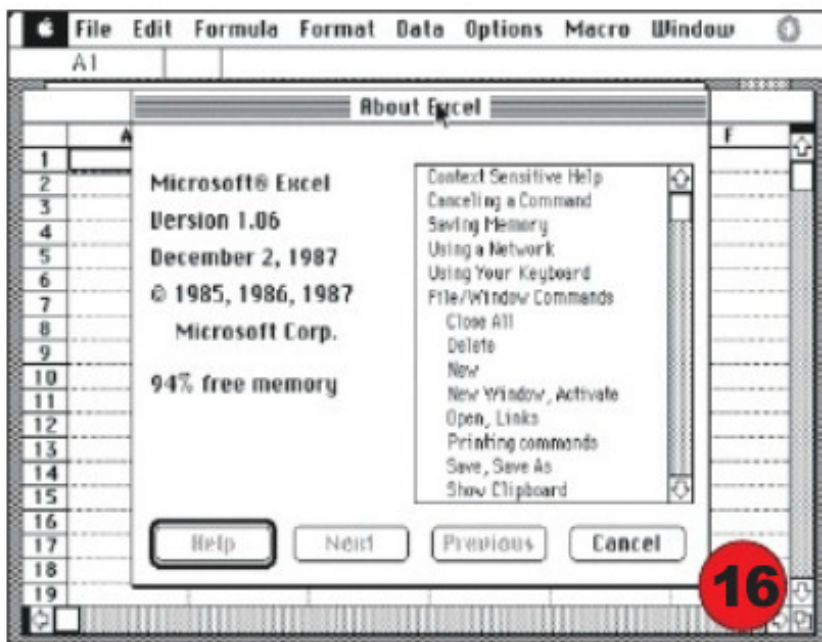 File Edit Formula Format Data Options Macro Window
A1
About Excel
A F
1
2
3
4
5
6
7
8
9
10
11
12
13
14
15
16
17
18
19
Microsoft® Excel
Version 1.06
December 2, 1987
© 1985, 1986, 1987
Microsoft Corp.
94% free memory
Context Sensitive Help
Canceling a Command
Saving Memory
Using a Network
Using Your Keyboard
File/Window Commands
Close All
Delete
New
New Window, Activate
Open, Links
Printing commands
Save, Save As
Show Clipboard
Help Next Previous Cancel
16